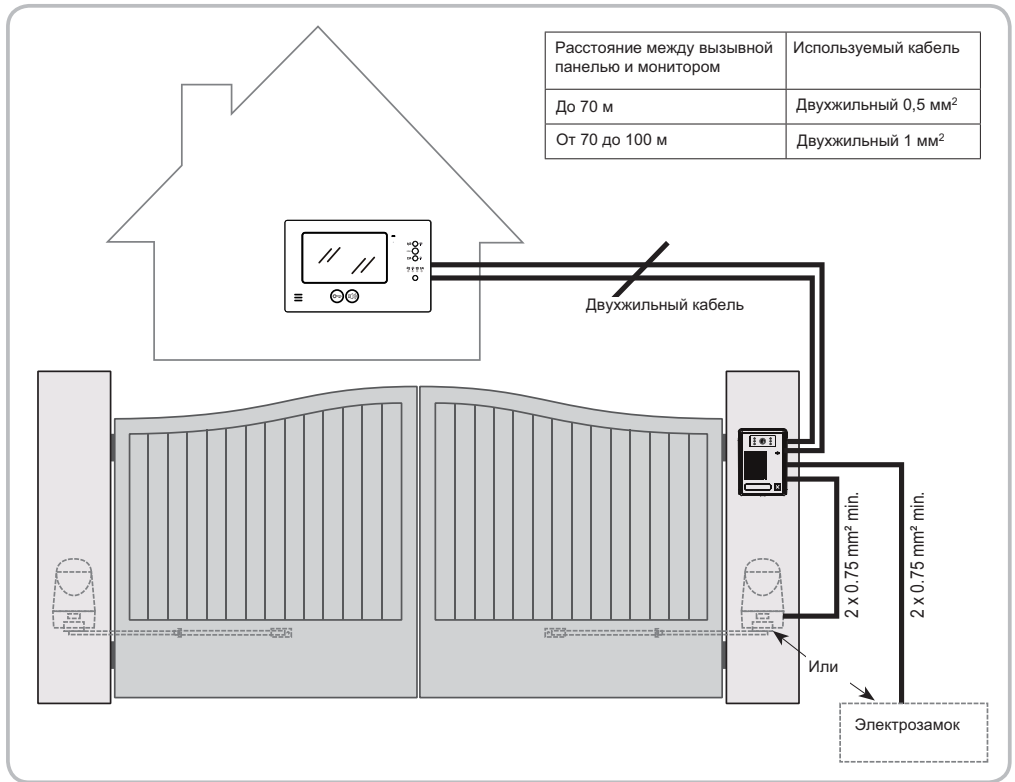 Расстояние между вызывной
панелью и монитором
Используемый кабель
До 70 м
Двухжильный 0,5 мм²
От 70 до 100 м
Двухжильный 1 мм²
Двухжильный кабель
2 x 0.75 mm² min.
2 x 0.75 mm² min.
Или
Электрозамок